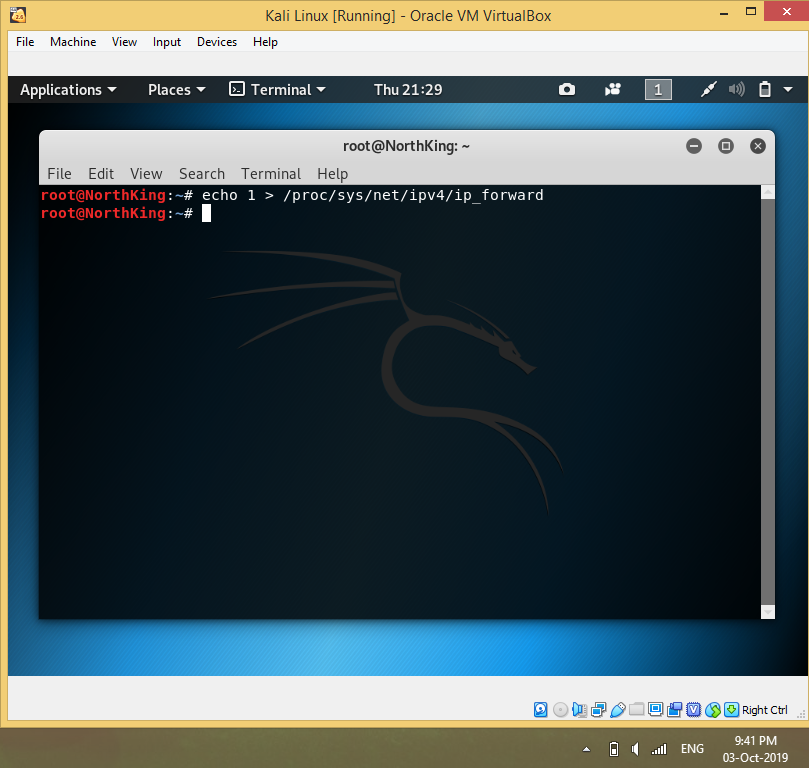 Kali Linux [Running] - Oracle VM VirtualBox
File Machine View Input Devices Help
Applications Places Terminal Thu 21:29 1
root@NorthKing: ~
File Edit View Search Terminal Help
root@NorthKing:~# echo 1 > /proc/sys/net/ipv4/ip_forward
root@NorthKing:~#
Right Ctrl
ENG 9:41 PM
03-Oct-2019